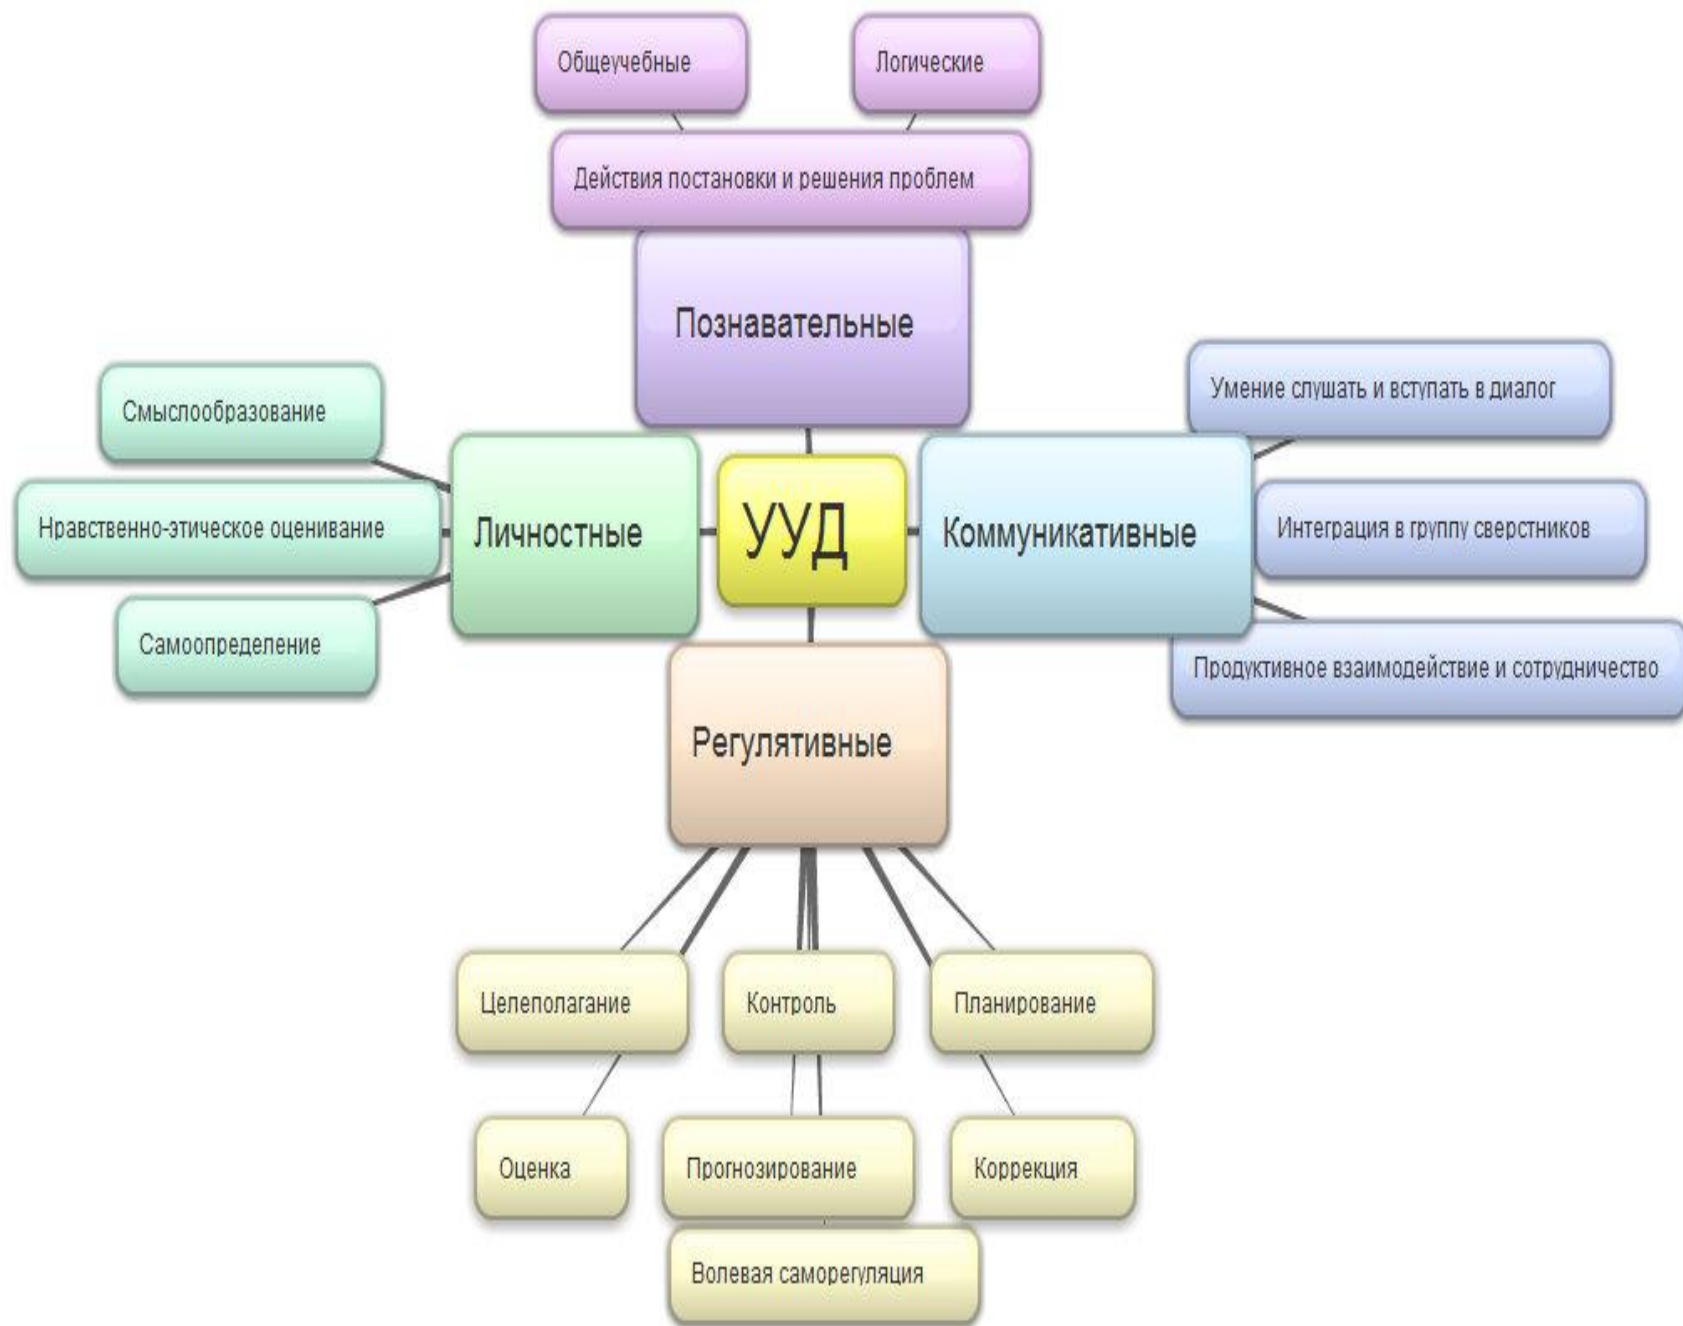 Общеучебные
Логические
Действия постановки и решения проблем
Познавательные
Смыслообразование
Нравственно-этическое оценивание
Самоопределение
Личностные
УУД
Коммуникативные
Умение слушать и вступать в диалог
Интеграция в группу сверстников
Продуктивное взаимодействие и сотрудничество
Регулятивные
Целеполагание
Контроль
Планирование
Оценка
Прогнозирование
Коррекция
Волевая саморегуляция